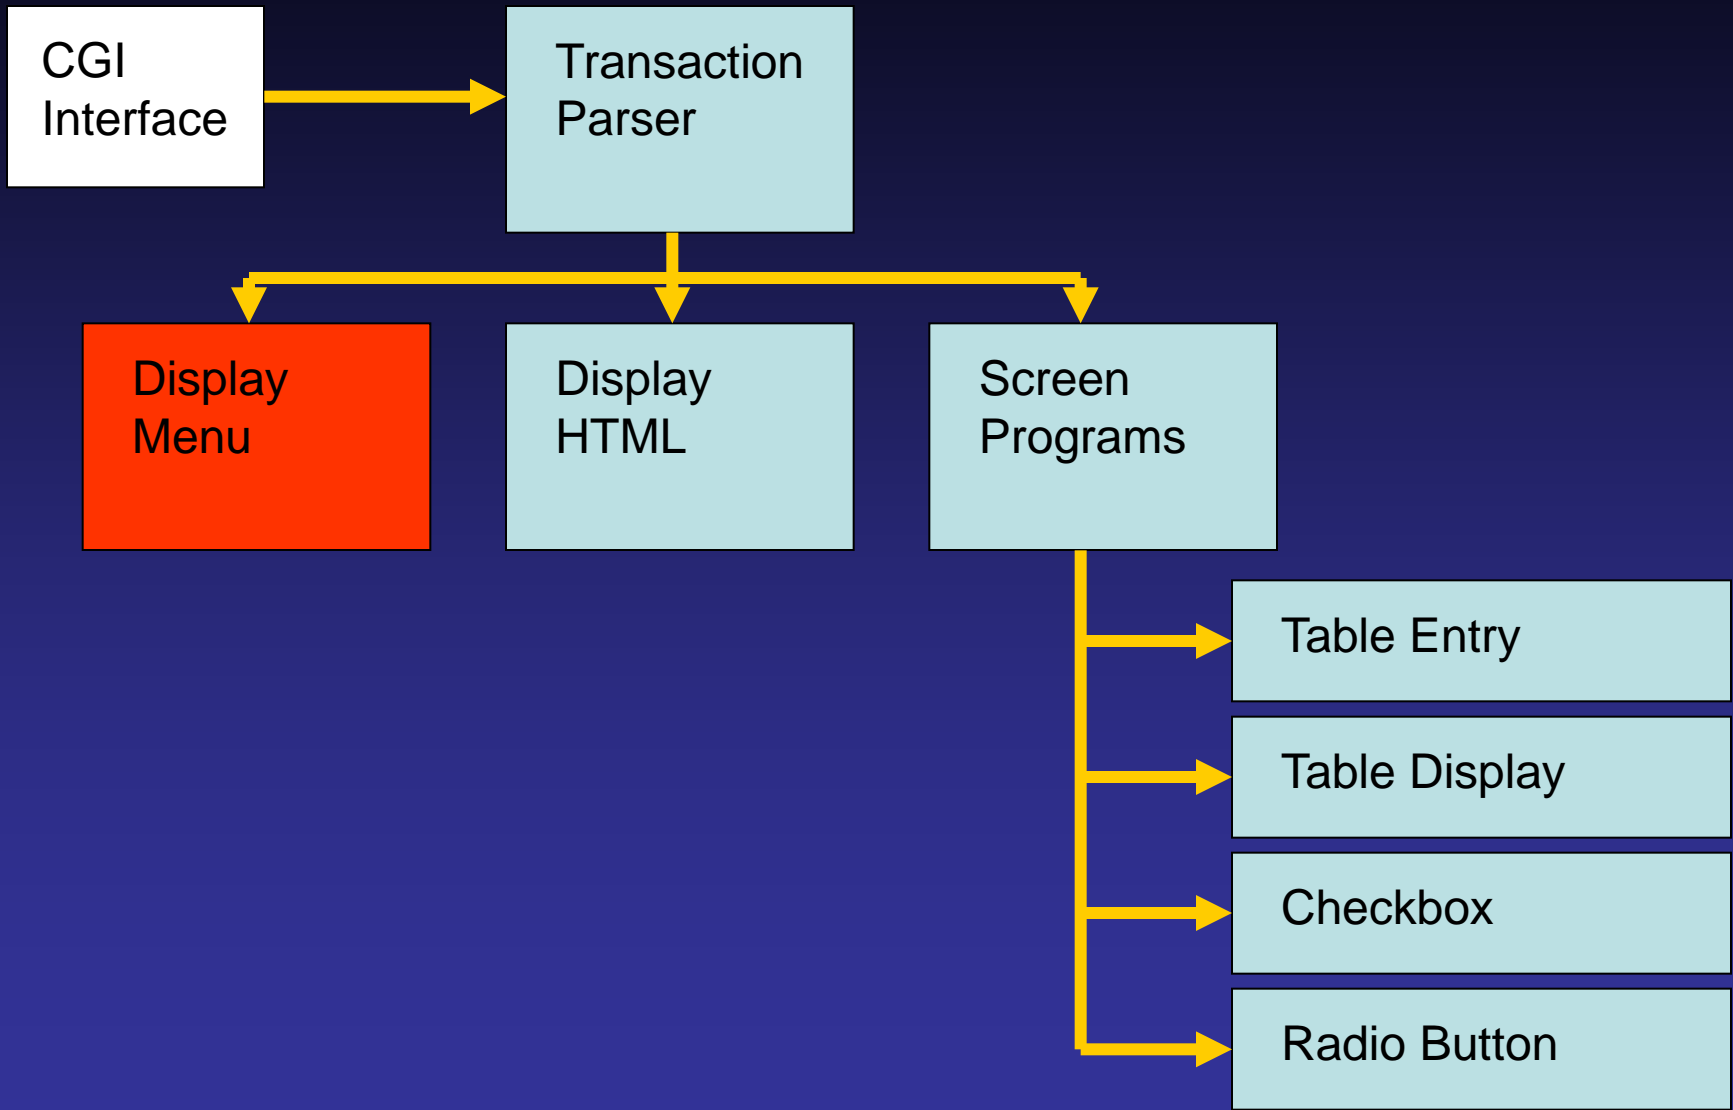 CGI
Interface
Transaction
Parser
Display
Menu
Display
HTML
Screen
Programs
Table Entry
Table Display
Checkbox
Radio Button